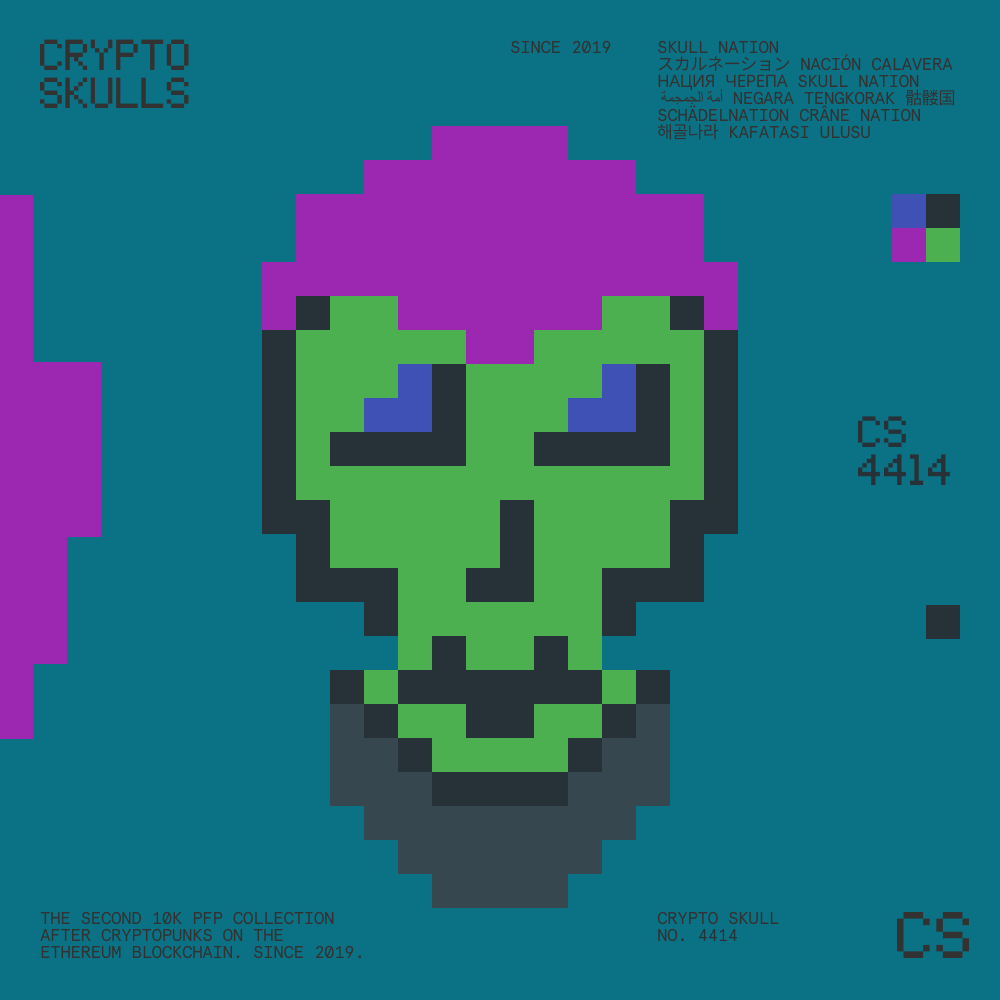 CRYPTO
SKULLS
SINCE 2019
SKULL NATION
スカルネーション NACIÓN CALAVERA
НАЦИЯ ЧЕРЕПА SKULL NATION
أمة الجمجمة NEGARA TENGKORAK 骷髅国
SCHÄDELNATION CRÂNE NATION
해골나라 KAFATASI ULUSU
CS
4414
THE SECOND 10K PFP COLLECTION
AFTER CRYPTOPUNKS ON THE
ETHEREUM BLOCKCHAIN. SINCE 2019.
CRYPTO SKULL
NO. 4414
CS